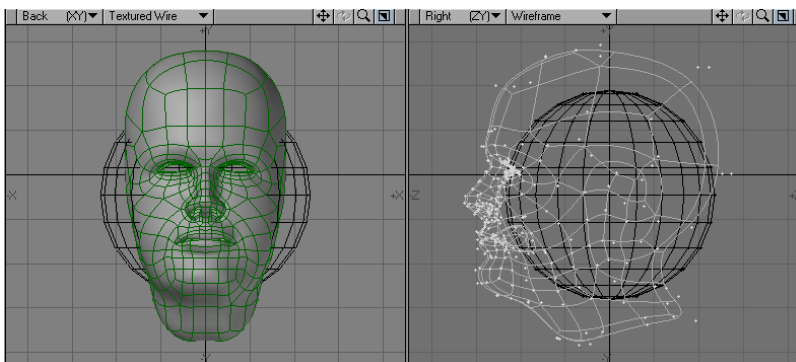 Back (XY) Textured Wire
Right (ZY) Wireframe
+Y
-X
+X
-Z
-Y